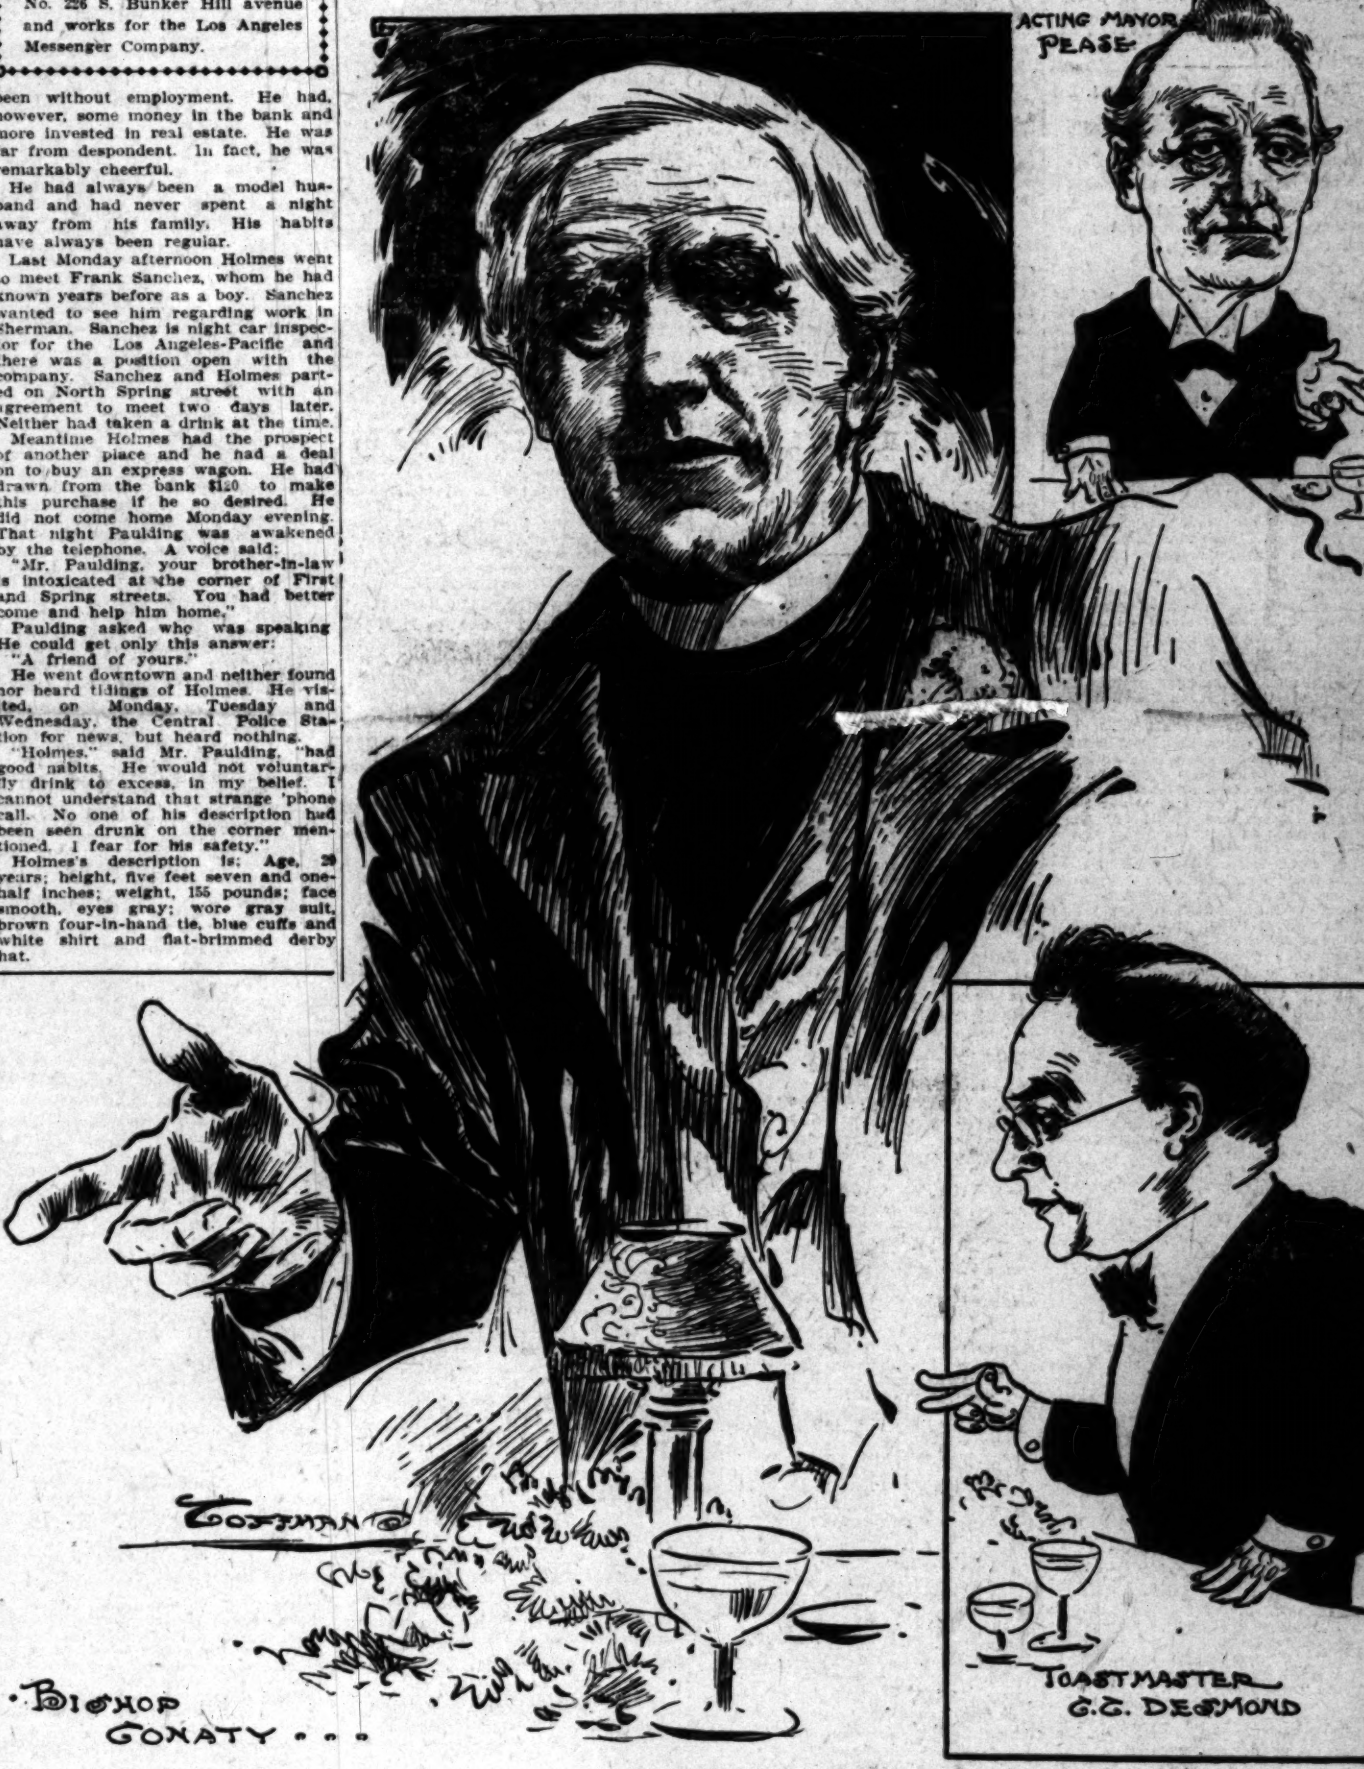 No. 226 S. Bunker Hill avenue
and works for the Los Angeles
Messenger Company.
been without employment. He had,
however, some money in the bank and
more invested in real estate. He was
far from despondent. In fact, he was
remarkably cheerful.
He had always been a model hus-
band and had never spent a night
away from his family. His habits
have always been regular.
Last Monday afternoon Holmes went
to meet Frank Sanchez, whom he had
known years before as a boy. Sanchez
wanted to see him regarding work in
Sherman. Sanchez is night car inspec-
tor for the Los Angeles-Pacific and
there was a position open with the
company. Sanchez and Holmes part-
ed on North Spring street with an
agreement to meet two days later.
Neither had taken a drink at the time.
Meantime Holmes had the prospect
of another place and he had a deal
on to buy an express wagon. He had
drawn from the bank $120 to make
this purchase if he so desired. He
did not come home Monday evening.
That night Paulding was awakened
by the telephone. A voice said:
"Mr. Paulding, your brother-in-law
is intoxicated at the corner of First
and Spring streets. You had better
come and help him home."
Paulding asked who was speaking
He could get only this answer:
"A friend of yours."
He went downtown and neither found
nor heard tidings of Holmes. He vis-
ited, on Monday, Tuesday and
Wednesday, the Central Police Sta-
tion for news, but heard nothing.
"Holmes," said Mr. Paulding, "had
good habits. He would not voluntar-
ily drink to excess, in my belief. I
cannot understand that strange 'phone
call. No one of his description had
been seen drunk on the corner men-
tioned. I fear for his safety."
Holmes's description is: Age, 29
years; height, five feet seven and one-
half inches; weight, 155 pounds; face
smooth, eyes gray; wore gray suit,
brown four-in-hand tie, blue cuffs and
white shirt and flat-brimmed derby
hat.
ACTING MAYOR
PEASE
GOFFMAN
BISHOP
CONATY...
TOASTMASTER
C.C. DESMOND